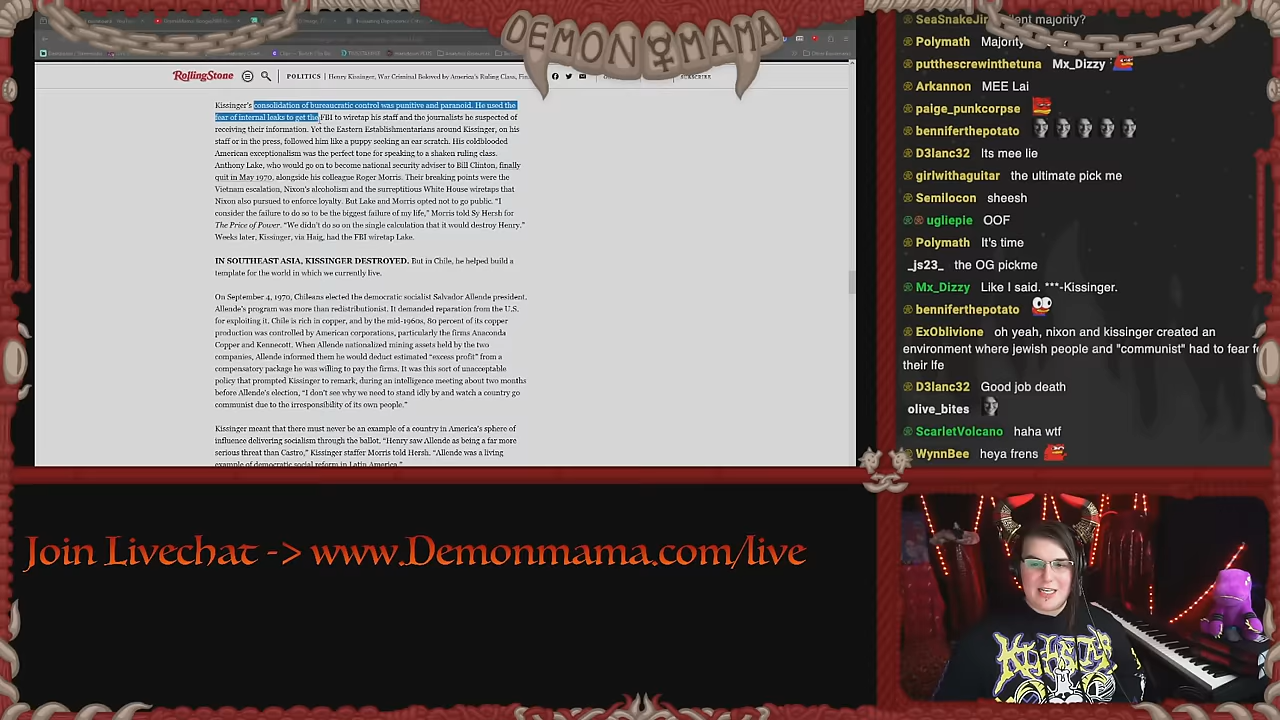 DEMON MAMA
RollingStone
POLITICS
Henry Kissinger, War Criminal Beloved by America's Ruling Class,
SUBSCRIBE
Kissinger's consolidation of bureaucratic control was punitive and paranoid. He used the
fear of internal leaks to get the FBI to wiretap his staff and the journalists he suspected of
receiving their information. Yet the Eastern Establishmentarians around Kissinger, on his
staff or in the press, followed him like a puppy seeking an ear scratch. His coldblooded
American exceptionalism was the perfect tone for speaking to a shaken ruling class.
Anthony Lake, who would go on to become national security adviser to Bill Clinton, finally
quit in May 1970, alongside his colleague Roger Morris. Their breaking points were the
Vietnam escalation, Nixon's alcoholism and the surreptitious White House wiretaps that
Nixon also pursued to enforce loyalty. But Lake and Morris opted not to go public. “I
consider the failure to do so to be the biggest failure of my life,” Morris told Sy Hersh for
The Price of Power. “We didn't do so on the single calculation that it would destroy Henry.”
Weeks later, Kissinger, via Haig, had the FBI wiretap Lake.
IN SOUTHEAST ASIA, KISSINGER DESTROYED. But in Chile, he helped build a
template for the world in which we currently live.
On September 4, 1970, Chileans elected the democratic socialist Salvador Allende president.
Allende's program was more than redistributionist. It demanded reparation from the U.S.
for exploiting it. Chile is rich in copper, and by the mid-1960s, 80 percent of its copper
production was controlled by American corporations, particularly the firms Anaconda
Copper and Kennecott. When Allende nationalized mining assets held by the two
companies, Allende informed them he would deduct estimated “excess profit” from a
compensatory package he was willing to pay the firms. It was this sort of unacceptable
policy that prompted Kissinger to remark, during an intelligence meeting about two months
before Allende's election, “I don't see why we need to stand idly by and watch a country go
communist due to the irresponsibility of its own people.”
Kissinger meant that there must never be an example of a country in America's sphere of
influence delivering socialism through the ballot. “Henry saw Allende as being a far more
serious threat than Castro,” Kissinger staffer Morris told Hersh. “Allende was a living
example of democratic social reform in Latin America.”
SeaSnakeJim majority?
Polymath Majority
putthescrewinthetuna Mx_Dizzy
Arkannon MEE Lai
paige_punkcorpse
benniferthepotato
D3lanc32 Its mee lie
girlwithaguitar the ultimate pick me
Semilocon sheesh
ugliepie OOF
Polymath It's time
_js23_ the OG pickme
Mx_Dizzy Like I said. ***-Kissinger.
benniferthepotato
ExOblivione oh yeah, nixon and kissinger created an
environment where jewish people and "communist" had to fear f
their lfe
D3lanc32 Good job death
olive_bites
ScarletVolcano haha wtf
WynnBee heya frens
Join Livechat -> www.Demonmama.com/live